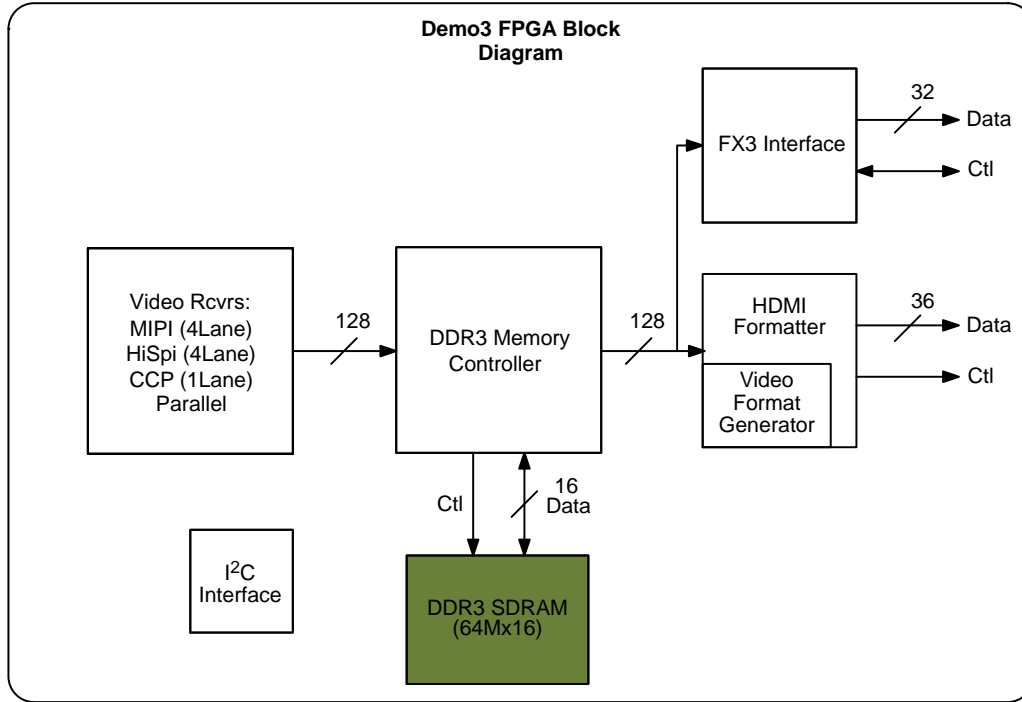 Demo3 FPGA Block
Diagram
32
Data
FX3 Interface
Ctl
Video Rcvrs:
MIPI (4Lane)
HiSpi (4Lane)
CCP (1Lane)
Parallel
128
DDR3 Memory
Controller
128
HDMI
Formatter
36
Data
Video
Format
Generator
Ctl
Ctl
16
Data
I²C
Interface
DDR3 SDRAM
(64Mx16)